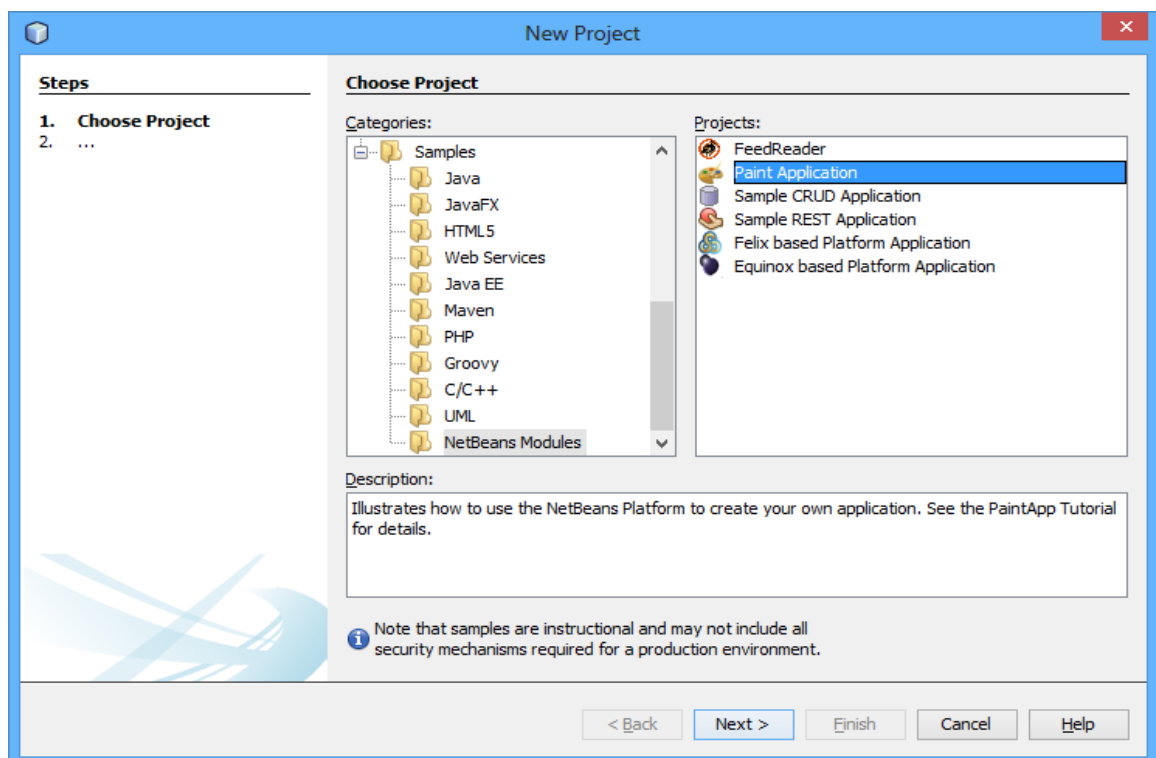 New Project
Steps
1. Choose Project
2. ...
Choose Project
Categories:
Samples
Java
JavaFX
HTML5
Web Services
Java EE
Maven
PHP
Groovy
C/C++
UML
NetBeans Modules
Projects:
FeedReader
Paint Application
Sample CRUD Application
Sample REST Application
Felix based Platform Application
Equinox based Platform Application
Description:
Illustrates how to use the NetBeans Platform to create your own application. See the PaintApp Tutorial
for details.
Note that samples are instructional and may not include all
security mechanisms required for a production environment.
< Back
Next >
Finish
Cancel
Help